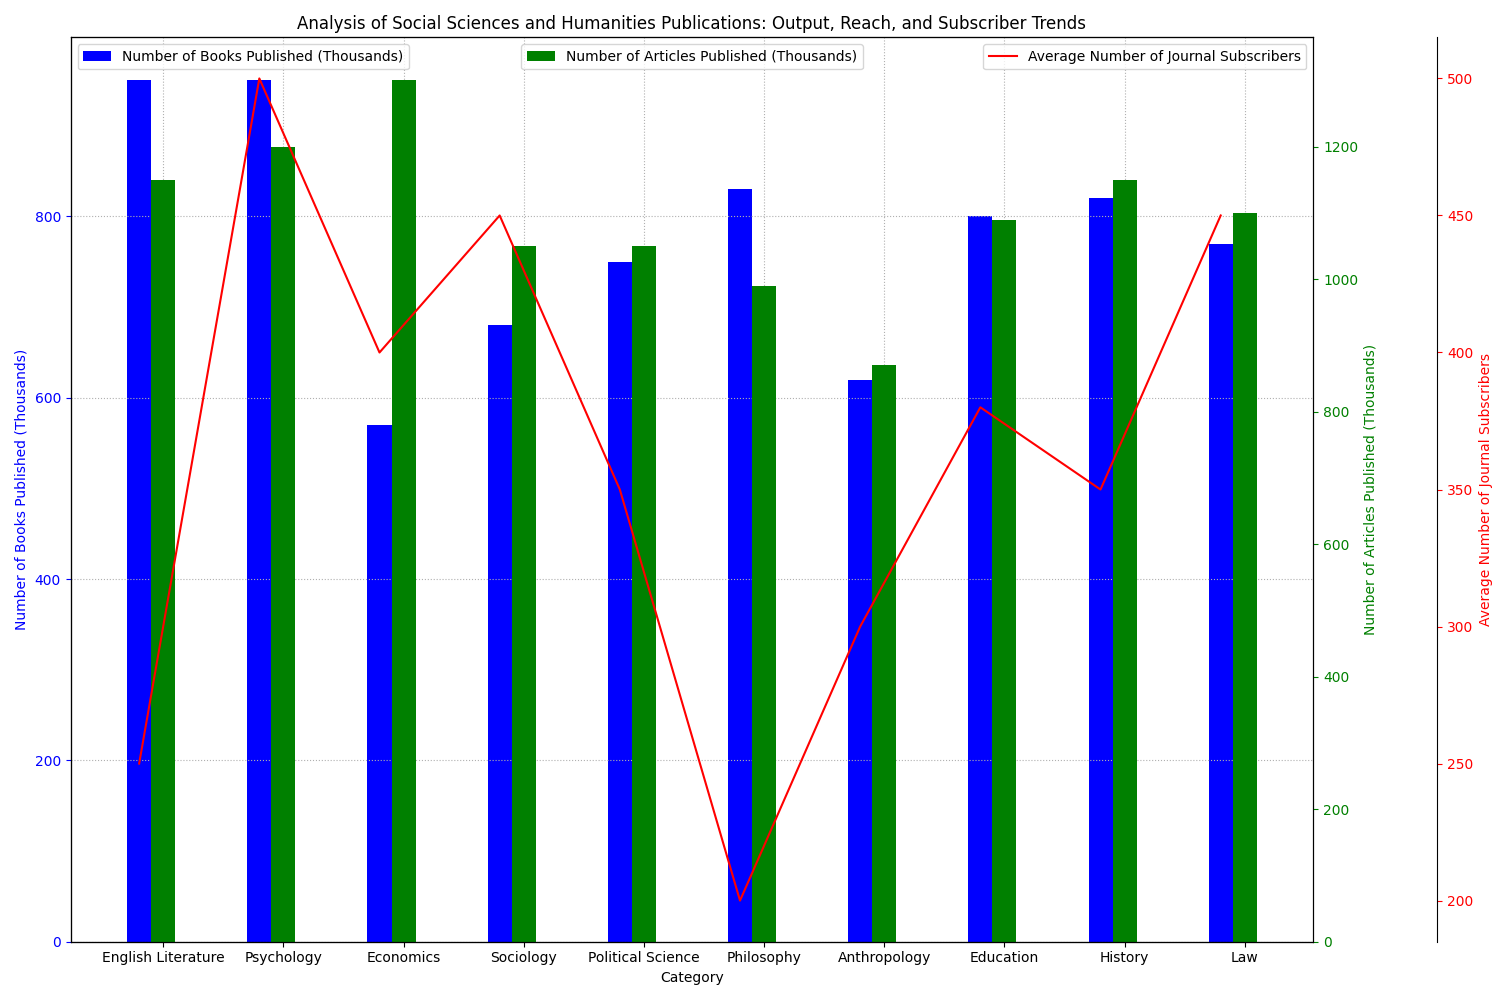 Analysis of Social Sciences and Humanities Publications: Output, Reach, and Subscriber Trends
Number of Books Published (Thousands)
Number of Articles Published (Thousands)
Average Number of Journal Subscribers
Number of Books Published (Thousands)
800
600
400
200
0
1200
1000
800
600
400
200
0
Number of Articles Published (Thousands)
500
450
400
350
300
250
200
Average Number of Journal Subscribers
English Literature
Psychology
Economics
Sociology
Political Science
Philosophy
Anthropology
Education
History
Law
Category